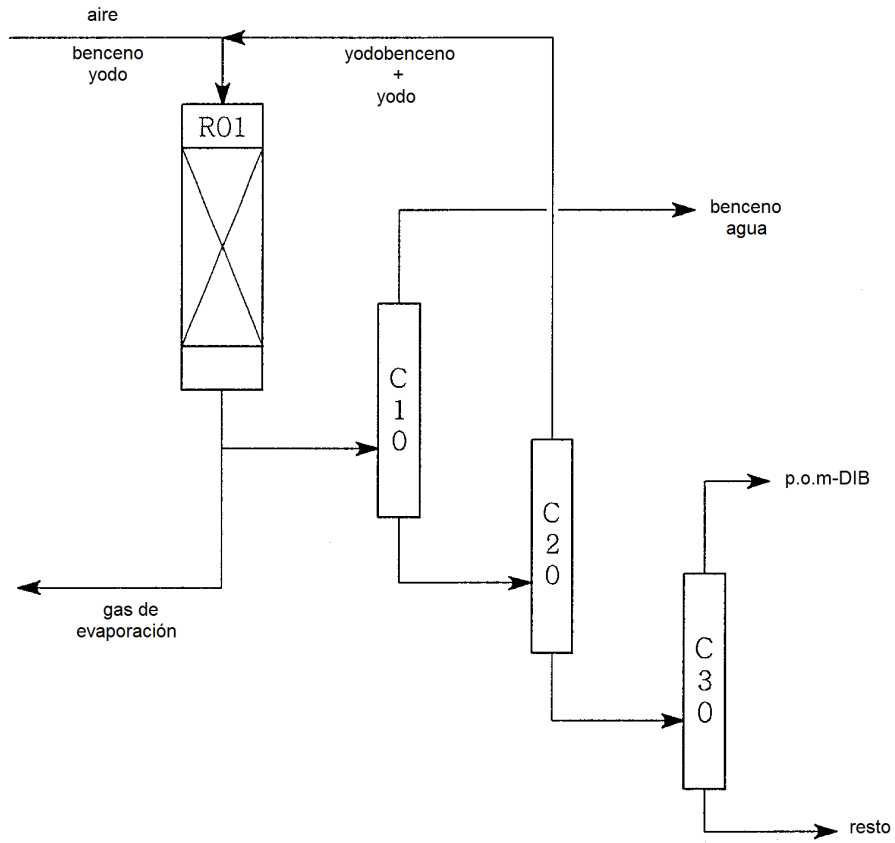 aire
benceno
yodo
yodobenceno
+
yodo
R01
benceno
agua
C
1
0
C
2
0
p.o.m-DIB
gas de
evaporación
C
3
0
resto